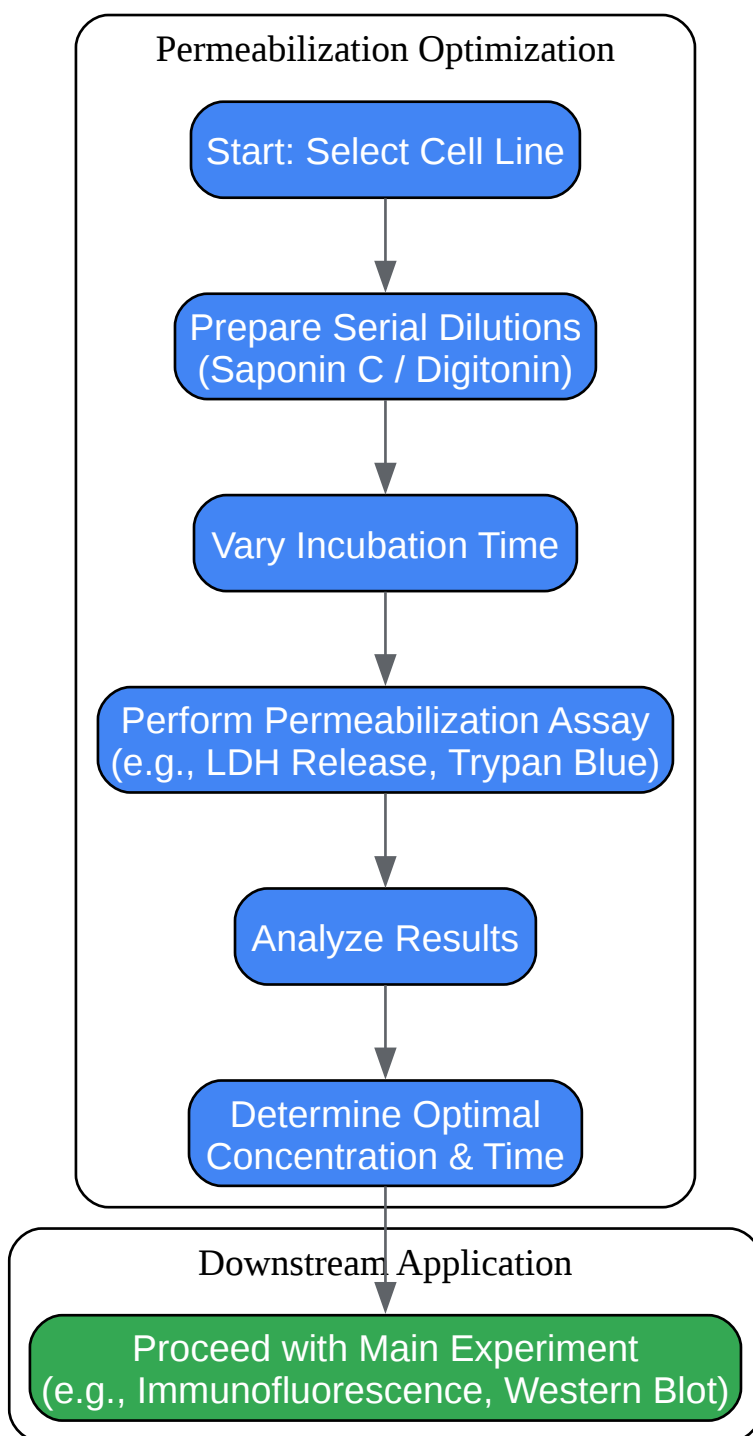 Permeabilization Optimization
Start: Select Cell Line
Prepare Serial Dilutions
(Saponin C / Digitonin)
Vary Incubation Time
Perform Permeabilization Assay
(e.g., LDH Release, Trypan Blue)
Analyze Results
Determine Optimal
Concentration & Time
Downstream Application
Proceed with Main Experiment
(e.g., Immunofluorescence, Western Blot)